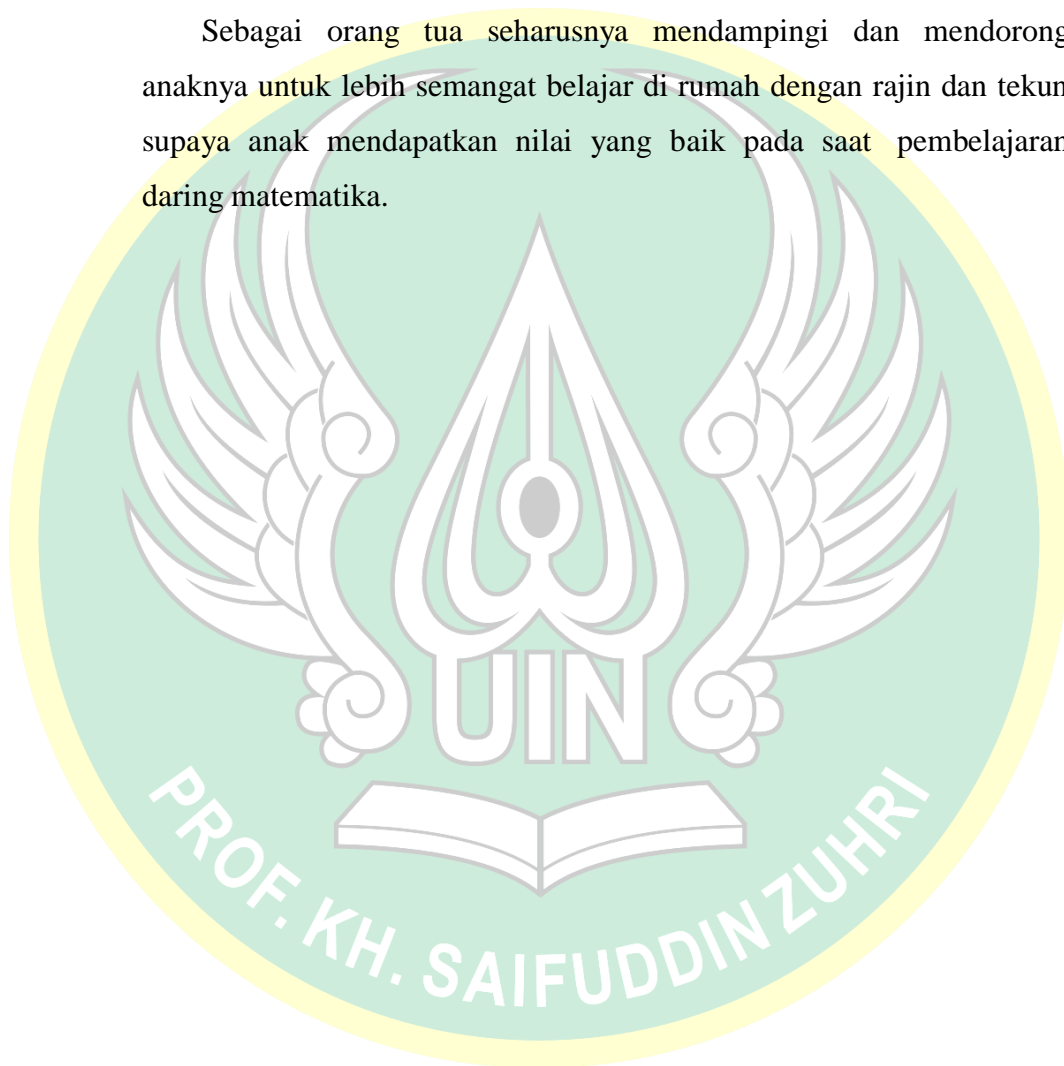 Sebagai orang tua seharusnya mendampingi dan mendorong
anaknya untuk lebih semangat belajar di rumah dengan rajin dan tekun
supaya anak mendapatkan nilai yang baik pada saat pembelajaran
daring matematika.
UIN
PROF. KH. SAIFUDDIN ZUHRI